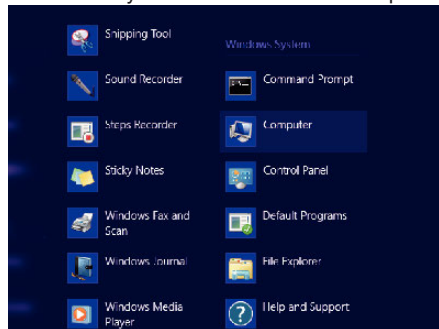 Snipping Tool
Sound Recorder
Steps Recorder
Sticky Notes
Windows Fax and
Scan
Windows Journal
Windows Media
Player
Windows System
Command Prompt
Computer
Control Panel
Default Programs
File Explorer
Help and Support